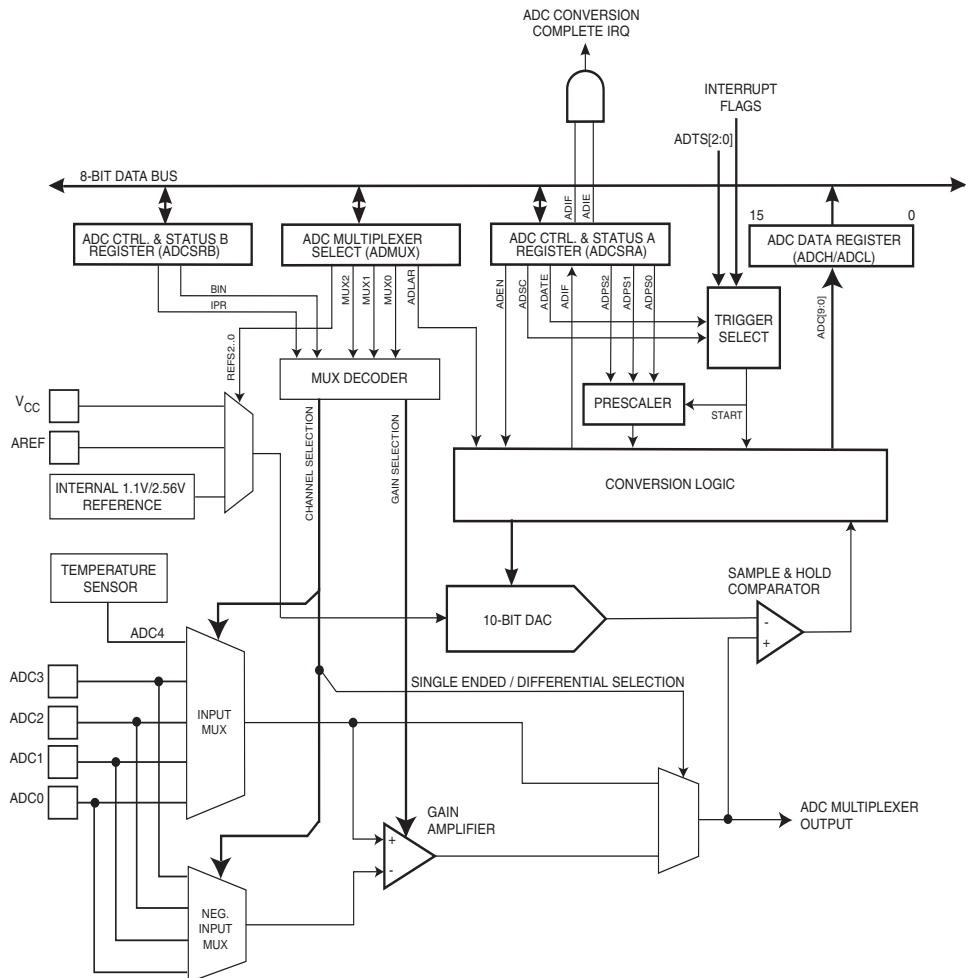 ADC CONVERSION
COMPLETE IRQ
INTERRUPT
FLAGS
ADTS[2:0]
8-BIT DATA BUS
ADIF
ADIE
15
0
ADC CTRL. & STATUS B
REGISTER (ADCSRB)
ADC MULTIPLEXER
SELECT (ADMUX)
ADC CTRL. & STATUS A
REGISTER (ADCSRA)
ADC DATA REGISTER
(ADCH/ADCL)
BIN
IPR
REFS2..0
MUX2
MUX1
MUX0
ADLAR
ADEN
ADSC
ADATE
ADIF
ADPS2
ADPS1
ADPS0
TRIGGER
SELECT
ADC[9:0]
MUX DECODER
PRESCALER
START
VCC
AREF
INTERNAL 1.1V/2.56V
REFERENCE
CHANNEL SELECTION
GAIN SELECTION
CONVERSION LOGIC
TEMPERATURE
SENSOR
SAMPLE & HOLD
COMPARATOR
10-BIT DAC
-
+
ADC4
ADC3
ADC2
ADC1
ADC0
INPUT
MUX
SINGLE ENDED / DIFFERENTIAL SELECTION
GAIN
AMPLIFIER
+
-
ADC MULTIPLEXER
OUTPUT
NEG.
INPUT
MUX